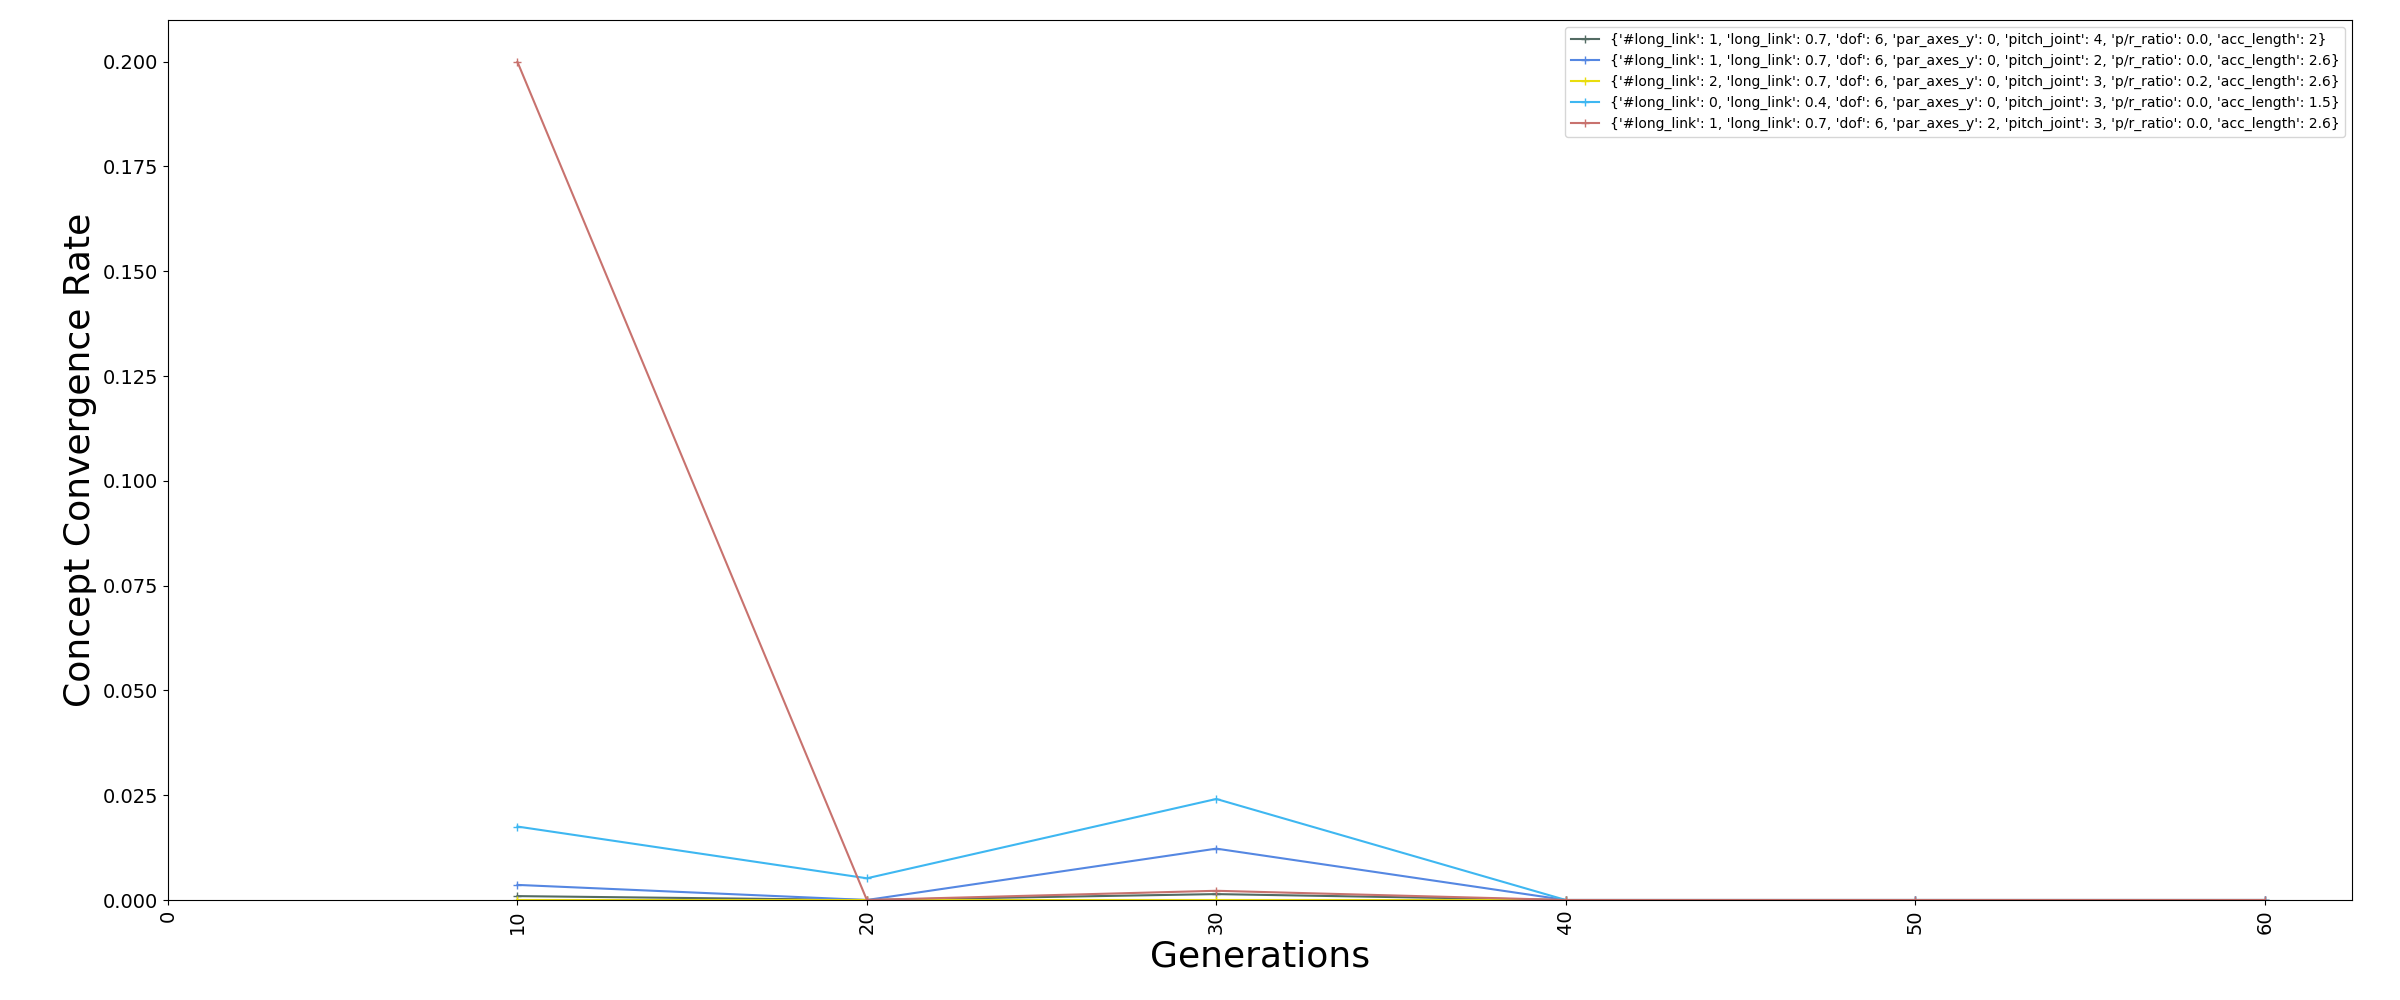 {'#long_link': 1, 'long_link': 0.7, 'dof': 6, 'par_axes_y': 0, 'pitch_joint': 4, 'p/r_ratio': 0.0, 'acc_length': 2}
{'#long_link': 1, 'long_link': 0.7, 'dof': 6, 'par_axes_y': 0, 'pitch_joint': 2, 'p/r_ratio': 0.0, 'acc_length': 2.6}
{'#long_link': 2, 'long_link': 0.7, 'dof': 6, 'par_axes_y': 0, 'pitch_joint': 3, 'p/r_ratio': 0.2, 'acc_length': 2.6}
{'#long_link': 0, 'long_link': 0.4, 'dof': 6, 'par_axes_y': 0, 'pitch_joint': 3, 'p/r_ratio': 0.0, 'acc_length': 1.5}
{'#long_link': 1, 'long_link': 0.7, 'dof': 6, 'par_axes_y': 2, 'pitch_joint': 3, 'p/r_ratio': 0.0, 'acc_length': 2.6}
Concept Convergence Rate
0.200
0.175
0.150
0.125
0.100
0.075
0.050
0.025
0.000
0
10
20
30
40
50
60
Generations